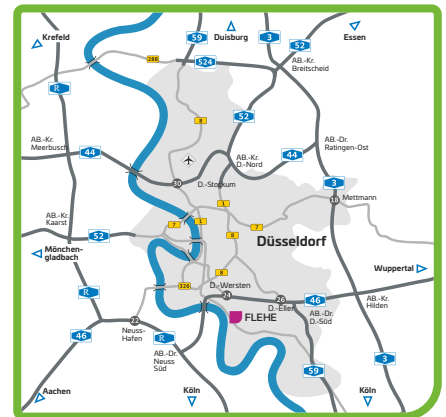 Krefeld
59
Duisburg
3
Essen
52
288
524
AB.-Kr.
Breitscheid
R
8
52
AB.-Kr.
Meerbusch
44
AB.-Kr.
D.-Nord
44
AB.-Dr.
Ratingen-Ost
30
D.-Stockum
3
18
Mettmann
AB.-Kr.
Kaarst
7
1
1
7
52
8
Düsseldorf
Mönchen-
gladbach
8
Wuppertal
R
326
D.-Wersten
24
26
D.-Eller
46
AB.-Kr.
Hilden
22
Neuss-
Hafen
FLEHE
AB.-Dr.
D.-Süd
46
R
AB.-Dr.
Neuss
Süd
3
59
Aachen
Köln
Köln